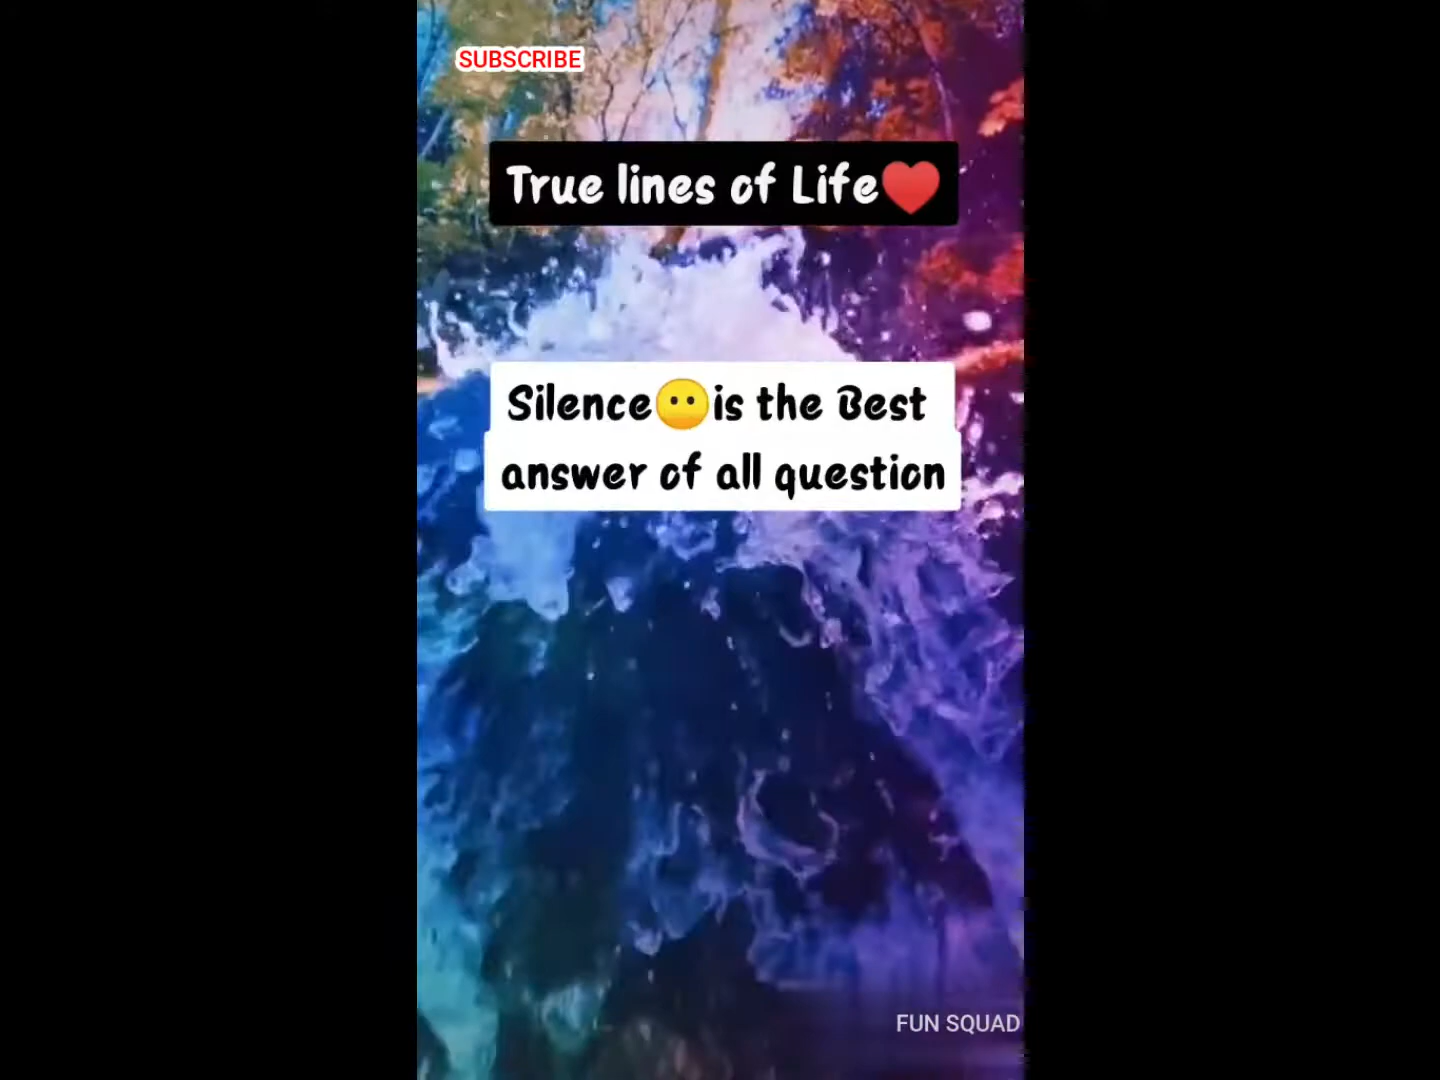 SUBSCRIBE
True lines of Life♥️
Silence😶is the Best
answer of all question
FUN SQUAD